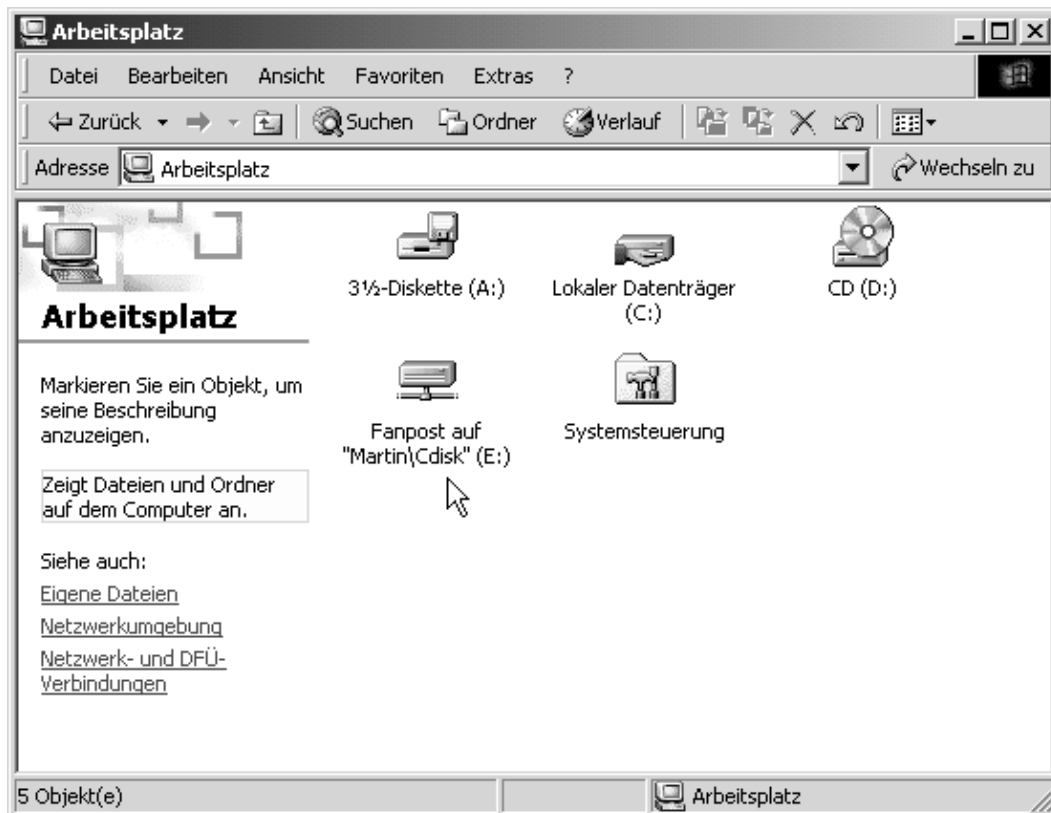 Arbeitsplatz
Datei Bearbeiten Ansicht Favoriten Extras ?
Zurück Suchen Ordner Verlauf
Adresse Arbeitsplatz Wechseln zu
Arbeitsplatz
Markieren Sie ein Objekt, um
seine Beschreibung
anzuzeigen.
Zeigt Dateien und Ordner
auf dem Computer an.
Siehe auch:
Eigene Dateien
Netzwerkumgebung
Netzwerk- und DFÜ-
Verbindungen
3½-Diskette (A:)
Lokaler Datenträger
(C:)
CD (D:)
Fanpost auf
"Martin\Cdisk" (E:)
Systemsteuerung
5 Objekt(e) Arbeitsplatz